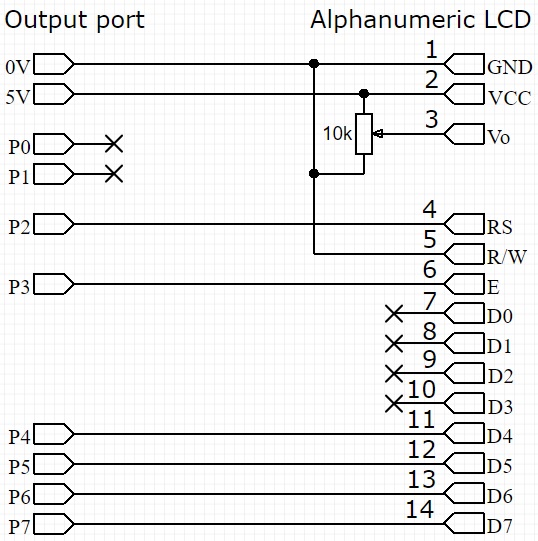 Output port Alphanumeric LCD
0V 1 GND
5V 2 VCC
10k 3 Vo
P0
P1
P2 4 RS
5 R/W
P3 6 E
7 D0
8 D1
9 D2
10 D3
P4 11 D4
P5 12 D5
P6 13 D6
P7 14 D7